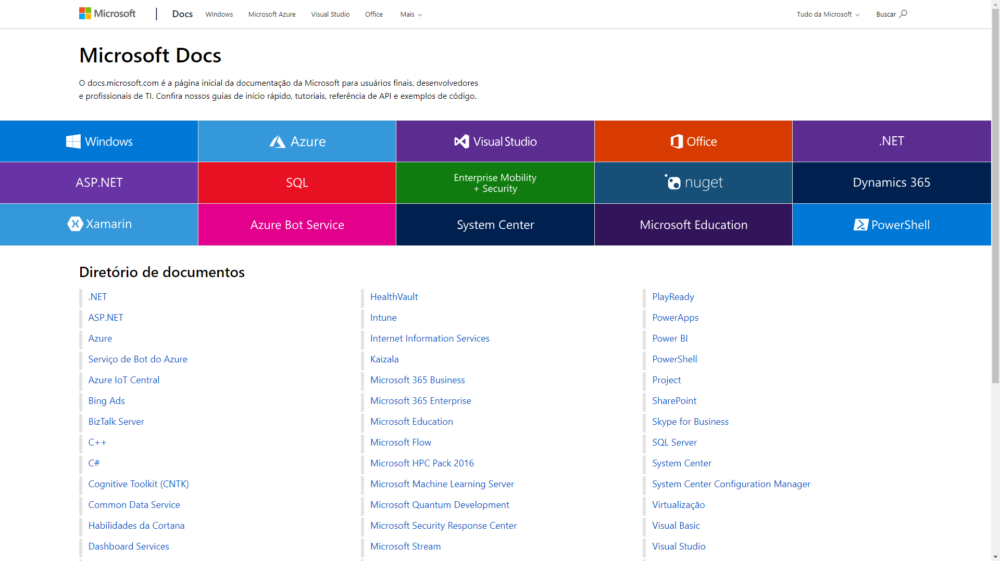 Microsoft
Docs
Windows
Microsoft Azure
Visual Studio
Office
Mais
Tudo da Microsoft
Buscar
Microsoft Docs
O docs.microsoft.com é a página inicial da documentação da Microsoft para usuários finais, desenvolvedores
e profissionais de TI. Confira nossos guias de início rápido, tutoriais, referência de API e exemplos de código.
Windows
Azure
Visual Studio
Office
.NET
ASP.NET
SQL
Enterprise Mobility
+ Security
nuget
Dynamics 365
Xamarin
Azure Bot Service
System Center
Microsoft Education
PowerShell
Diretório de documentos
.NET
ASP.NET
Azure
Serviço de Bot do Azure
Azure IoT Central
Bing Ads
BizTalk Server
C++
C#
Cognitive Toolkit (CNTK)
Common Data Service
Habilidades da Cortana
Dashboard Services
HealthVault
Intune
Internet Information Services
Kaizala
Microsoft 365 Business
Microsoft 365 Enterprise
Microsoft Education
Microsoft Flow
Microsoft HPC Pack 2016
Microsoft Machine Learning Server
Microsoft Quantum Development
Microsoft Security Response Center
Microsoft Stream
PlayReady
PowerApps
Power BI
PowerShell
Project
SharePoint
Skype for Business
SQL Server
System Center
System Center Configuration Manager
Virtualização
Visual Basic
Visual Studio